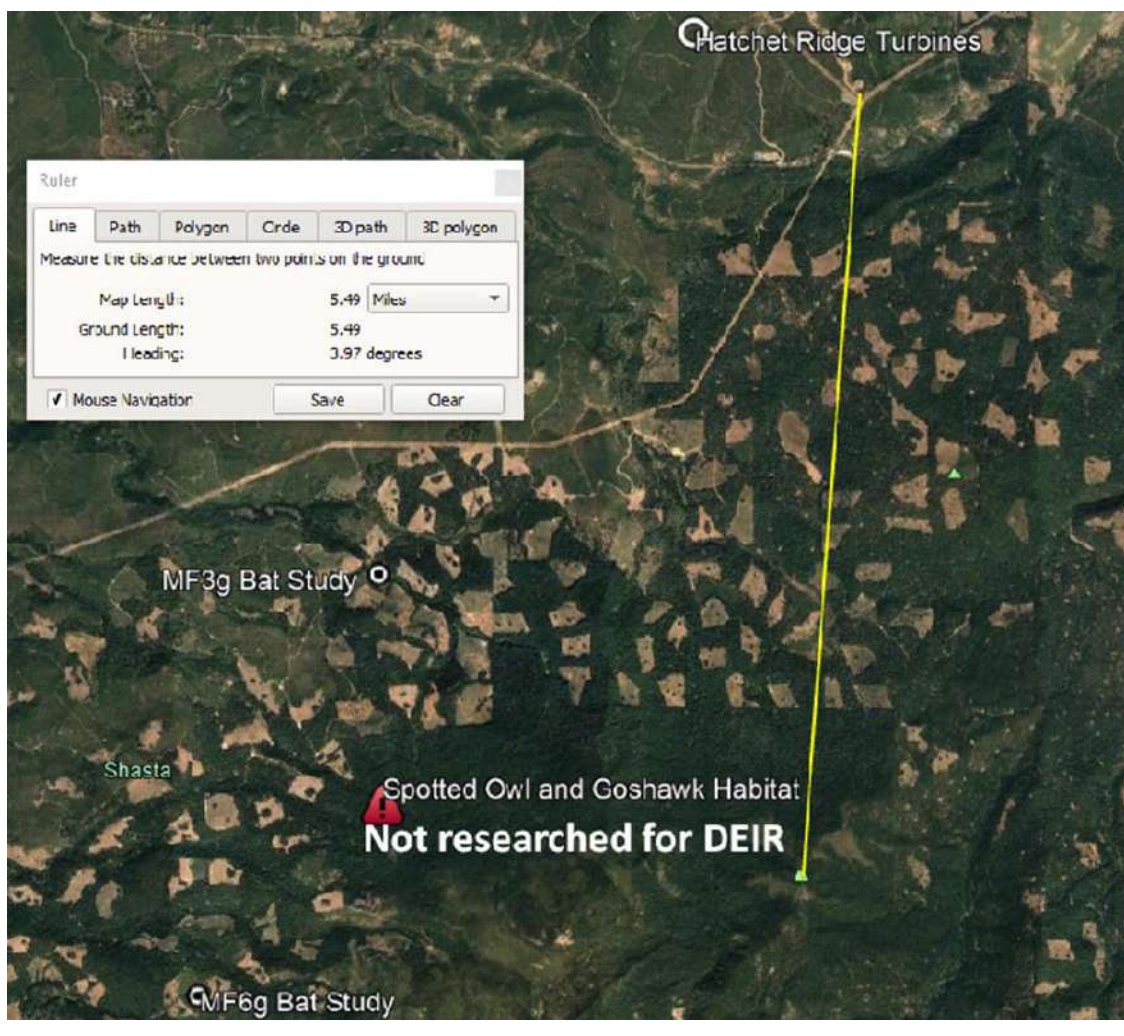 Hatchet Ridge Turbines
Ruler
Line Path Polygon Circle 3D path 3D polygon
Measure the distance between two points on the ground
Map Length: 5.49 Miles
Ground Length: 5.49
Heading: 3.97 degrees
Mouse Navigation Save Clear
MF3g Bat Study
Shasta
Spotted Owl and Goshawk Habitat
Not researched for DEIR
MF6g Bat Study